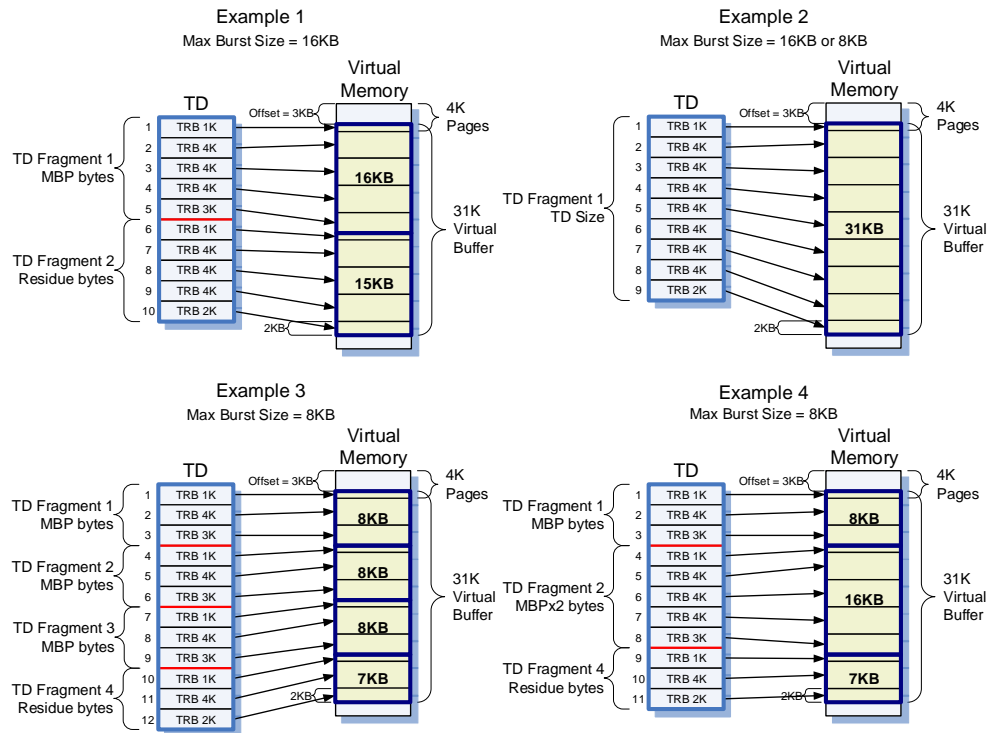 Example 1
Max Burst Size = 16KB
Virtual
Memory
TD
Offset = 3KB
4K
Pages
1 TRB 1K
2 TRB 4K
3 TRB 4K
4 TRB 4K
5 TRB 3K
6 TRB 1K
7 TRB 4K
8 TRB 4K
9 TRB 4K
10 TRB 2K
TD Fragment 1
MBP bytes
TD Fragment 2
Residue bytes
16KB
15KB
2KB
31K
Virtual
Buffer
Example 2
Max Burst Size = 16KB or 8KB
Virtual
Memory
TD
Offset = 3KB
4K
Pages
1 TRB 1K
2 TRB 4K
3 TRB 4K
4 TRB 4K
5 TRB 4K
6 TRB 4K
7 TRB 4K
8 TRB 4K
9 TRB 2K
TD Fragment 1
TD Size
31KB
2KB
31K
Virtual
Buffer
Example 3
Max Burst Size = 8KB
Virtual
Memory
TD
Offset = 3KB
4K
Pages
1 TRB 1K
2 TRB 4K
3 TRB 3K
4 TRB 1K
5 TRB 4K
6 TRB 3K
7 TRB 1K
8 TRB 4K
9 TRB 3K
10 TRB 1K
11 TRB 4K
12 TRB 2K
TD Fragment 1
MBP bytes
TD Fragment 2
MBP bytes
TD Fragment 3
MBP bytes
TD Fragment 4
Residue bytes
8KB
8KB
8KB
7KB
2KB
31K
Virtual
Buffer
Example 4
Max Burst Size = 8KB
Virtual
Memory
TD
Offset = 3KB
4K
Pages
1 TRB 1K
2 TRB 4K
3 TRB 3K
4 TRB 1K
5 TRB 4K
6 TRB 4K
7 TRB 4K
8 TRB 3K
9 TRB 1K
10 TRB 4K
11 TRB 2K
TD Fragment 1
MBP bytes
TD Fragment 2
MBPx2 bytes
TD Fragment 4
Residue bytes
8KB
16KB
7KB
2KB
31K
Virtual
Buffer